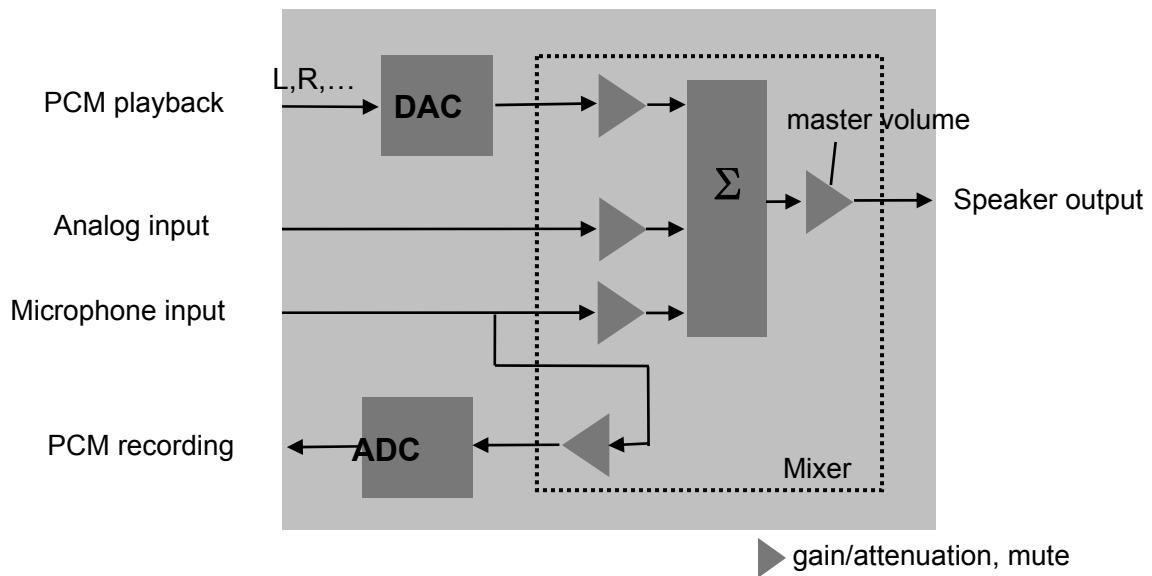 L,R,…
PCM playback
DAC
master volume
Σ
Speaker output
Analog input
Microphone input
PCM recording
ADC
Mixer
gain/attenuation, mute